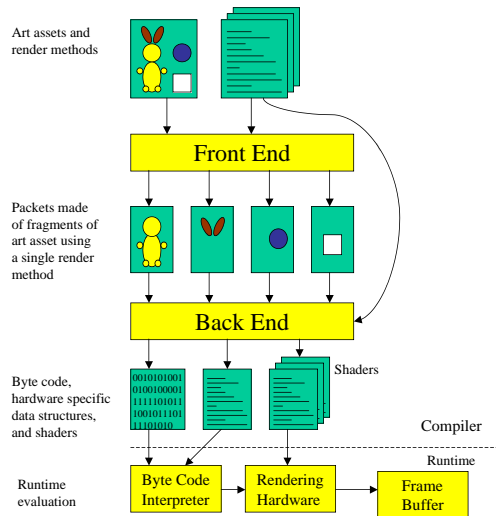 Art assets and
render methods
Front End
Packets made
of fragments of
art asset using
a single render
method
Back End
Byte code,
hardware specific
data structures,
and shaders
0010101001
0100100001
1111101011
1001011101
11101010
Shaders
Compiler
Runtime
Runtime
evaluation
Byte Code
Interpreter
Rendering
Hardware
Frame
Buffer